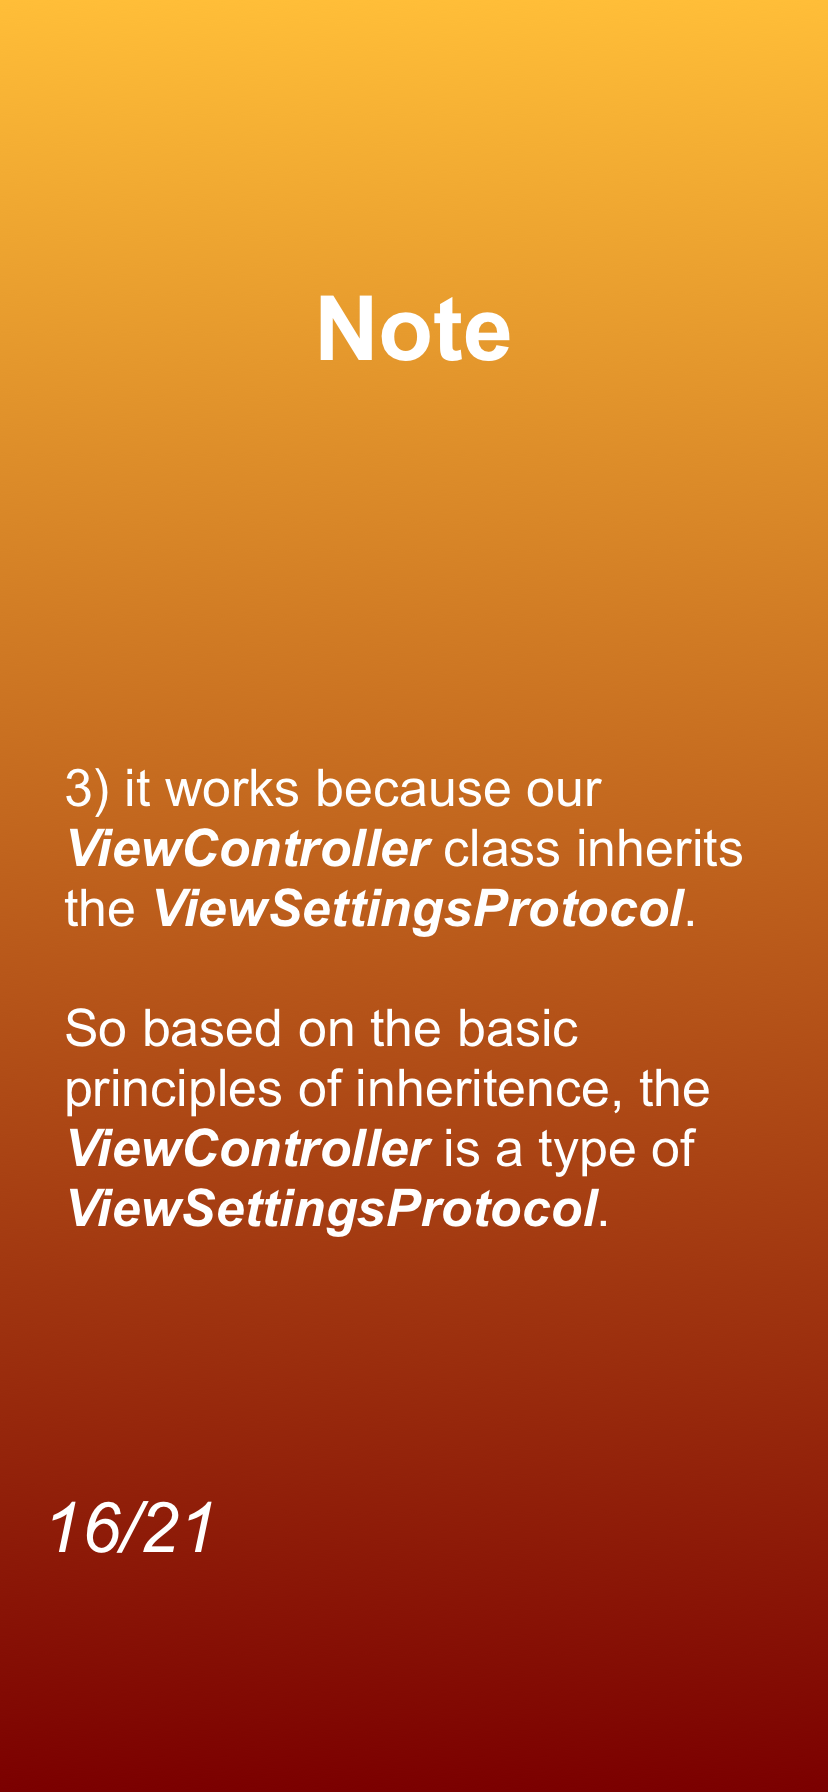 Note
3) it works because our
ViewController class inherits
the ViewSettingsProtocol.
So based on the basic
principles of inheritence, the
ViewController is a type of
ViewSettingsProtocol.
16/21